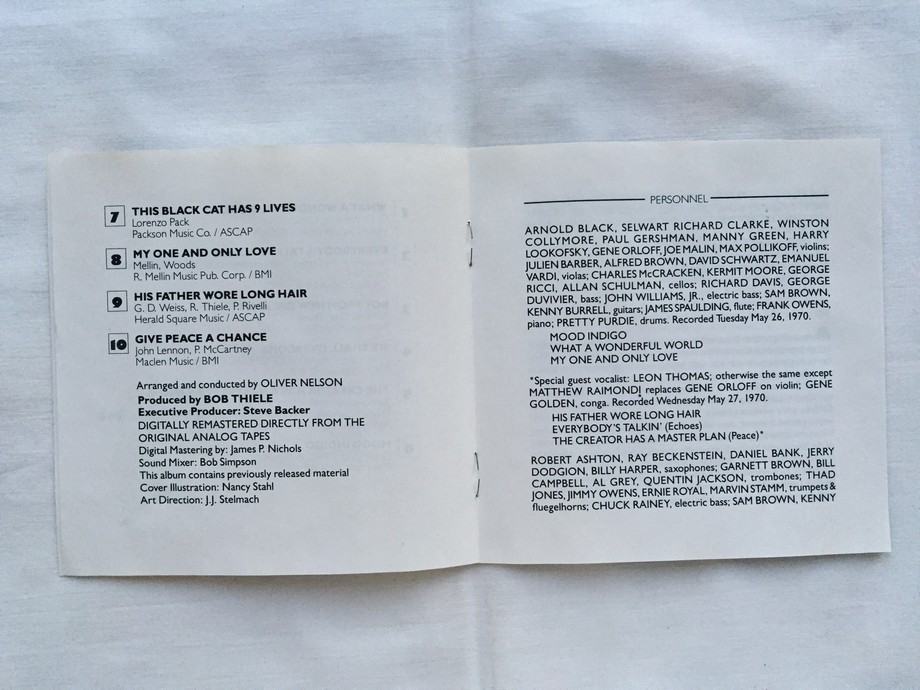 7 THIS BLACK CAT HAS 9 LIVES
Lorenzo Pack
Packson Music Co. / ASCAP
8 MY ONE AND ONLY LOVE
Mellin, Woods
R. Mellin Music Pub. Corp. / BMI
9 HIS FATHER WORE LONG HAIR
G. D. Weiss, R. Thiele, P. Rivelli
Herald Square Music / ASCAP
10 GIVE PEACE A CHANCE
John Lennon, P. McCartney
Maclen Music / BMI
Arranged and conducted by OLIVER NELSON
Produced by BOB THIELE
Executive Producer: Steve Backer
DIGITALLY REMASTERED DIRECTLY FROM THE
ORIGINAL ANALOG TAPES
Digital Mastering by: James P. Nichols
Sound Mixer: Bob Simpson
This album contains previously released material
Cover Illustration: Nancy Stahl
Art Direction: J.J. Stelmach
PERSONNEL
ARNOLD BLACK, SELWART RICHARD CLARKE, WINSTON
COLLYMORE, PAUL GERSHMAN, MANNY GREEN, HARRY
LOOKOFSKY, GENE ORLOFF, JOE MALIN, MAX POLLIKOFF, violins;
JULIEN BARBER, ALFRED BROWN, DAVID SCHWARTZ, EMANUEL
VARDI, violas; CHARLES McCRACKEN, KERMIT MOORE, GEORGE
RICCI, ALLAN SCHULMAN, cellos; RICHARD DAVIS, GEORGE
DUVIVIER, bass; JOHN WILLIAMS, JR., electric bass; SAM BROWN,
KENNY BURRELL, guitars; JAMES SPAULDING, flute; FRANK OWENS,
piano; PRETTY PURDIE, drums. Recorded Tuesday May 26, 1970.
MOOD INDIGO
WHAT A WONDERFUL WORLD
MY ONE AND ONLY LOVE
*Special guest vocalist: LEON THOMAS; otherwise the same except
MATTHEW RAIMONDI replaces GENE ORLOFF on violin; GENE
GOLDEN, conga. Recorded Wednesday May 27, 1970.
HIS FATHER WORE LONG HAIR
EVERYBODY'S TALKIN' (Echoes)
THE CREATOR HAS A MASTER PLAN (Peace)*
ROBERT ASHTON, RAY BECKENSTEIN, DANIEL BANK, JERRY
DODGION, BILLY HARPER, saxophones; GARNETT BROWN, BILL
CAMPBELL, AL GREY, QUENTIN JACKSON, trombones; THAD
JONES, JIMMY OWENS, ERNIE ROYAL, MARVIN STAMM, trumpets &
fluegelhorns; CHUCK RAINEY, electric bass; SAM BROWN, KENNY